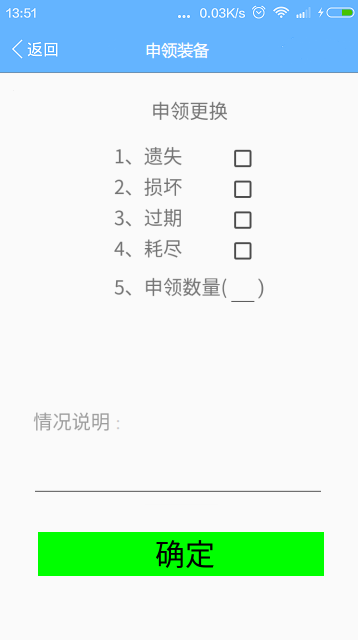 13:51 ... 0.03K/s
返回 申领装备
申领更换
1、遗失
2、损坏
3、过期
4、耗尽
5、申领数量(__)
情况说明：
确定